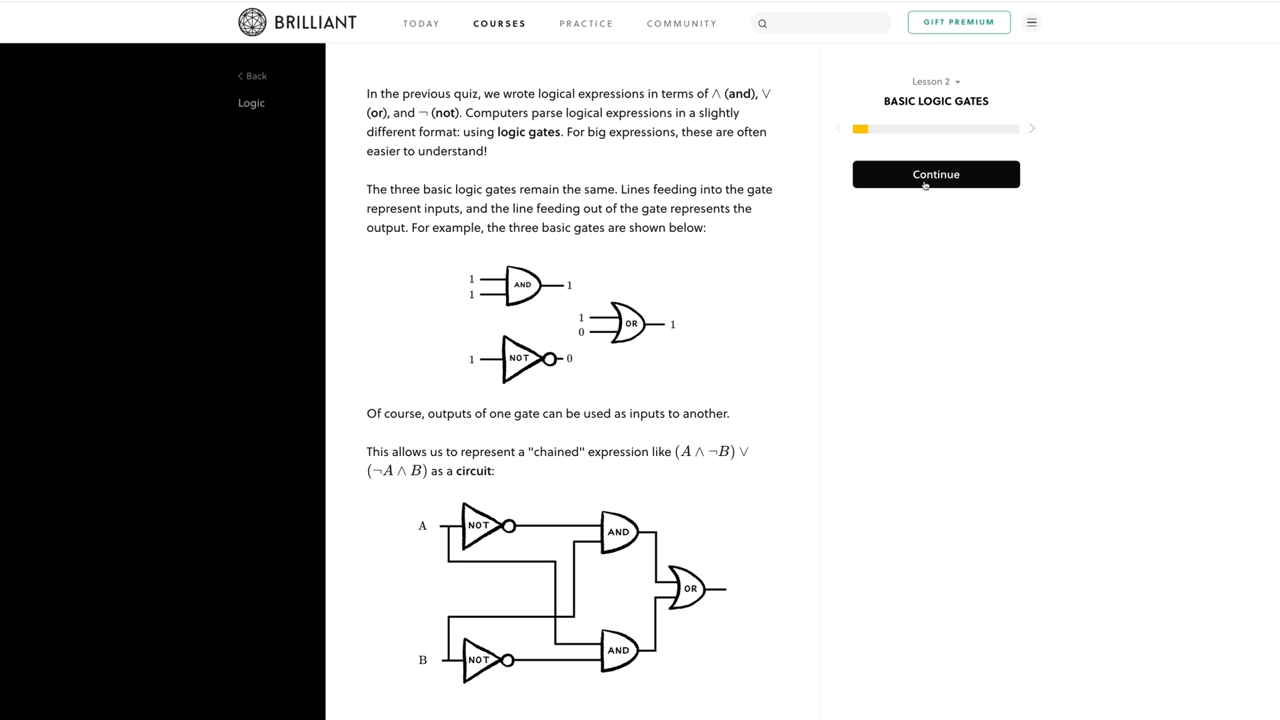 BRILLIANT
TODAY
COURSES
PRACTICE
COMMUNITY
GIFT PREMIUM
Back
Logic
In the previous quiz, we wrote logical expressions in terms of ∧ (and), ∨
(or), and ¬ (not). Computers parse logical expressions in a slightly
different format: using logic gates. For big expressions, these are often
easier to understand!
The three basic logic gates remain the same. Lines feeding into the gate
represent inputs, and the line feeding out of the gate represents the
output. For example, the three basic gates are shown below:
1
1
AND
1
1
0
OR
1
1
NOT
0
Of course, outputs of one gate can be used as inputs to another.
This allows us to represent a "chained" expression like (A ∧ ¬B) ∨
(¬A ∧ B) as a circuit:
A
NOT
AND
OR
B
NOT
AND
Lesson 2
BASIC LOGIC GATES
Continue